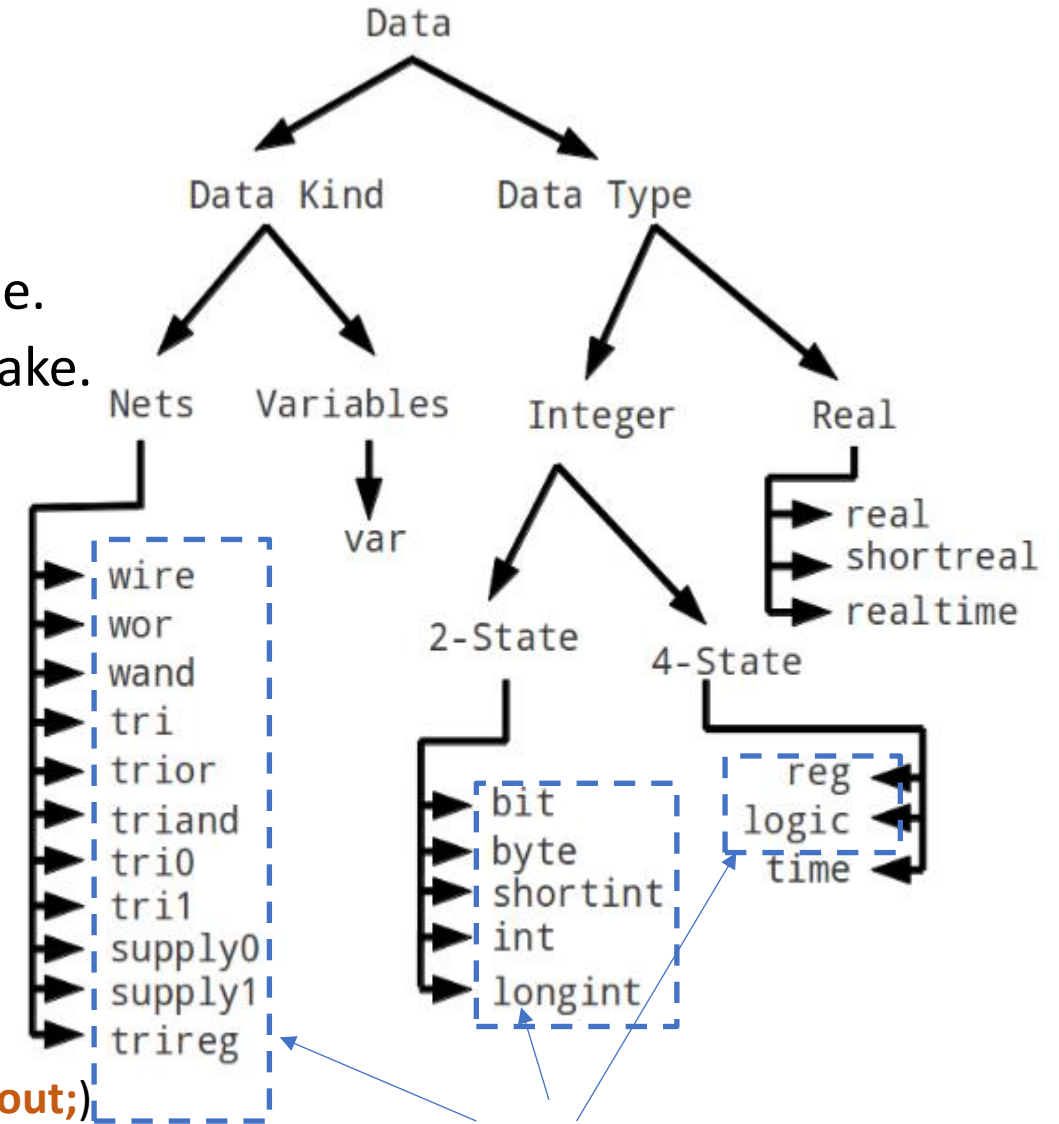 Data
Data Kind
Data Type
e.
ake.
Nets
Variables
Integer
Real
var
real
shortreal
realtime
wire
wor
wand
tri
trior
triand
tri0
tri1
supply0
supply1
trireg
2-State
4-State
bit
byte
shortint
int
longint
reg
logic
time
out;)